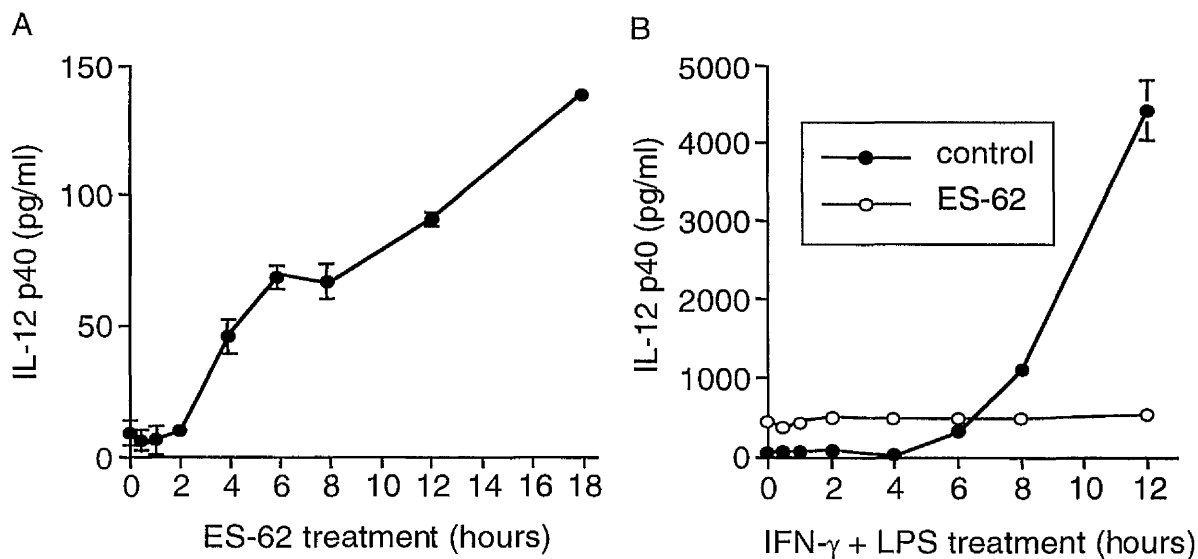 A
IL-12 p40 (pg/ml)
150
100
50
0
0 2 4 6 8 10 12 14 16 18
ES-62 treatment (hours)
B
IL-12 p40 (pg/ml)
5000
4000
3000
2000
1000
0
control
ES-62
0 2 4 6 8 10 12
IFN-γ + LPS treatment (hours)